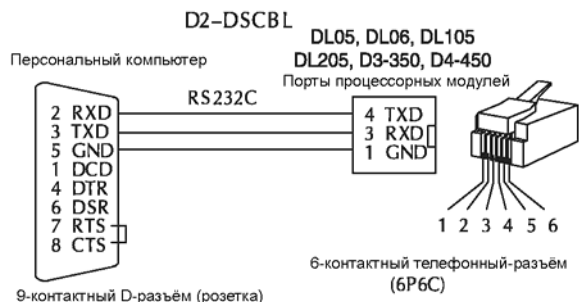 D2-DSCBL
DL05, DL06, DL105
DL205, D3-350, D4-450
Персональный компьютер
Порты процессорных модулей
RS232C
2 RXD
3 TXD
5 GND
1 DCD
4 DTR
6 DSR
7 RTS
8 CTS
4 TXD
3 RXD
1 GND
1 2 3 4 5 6
6-контактный телефонный-разъём
(6P6C)
9-контактный D-разъём (розетка)